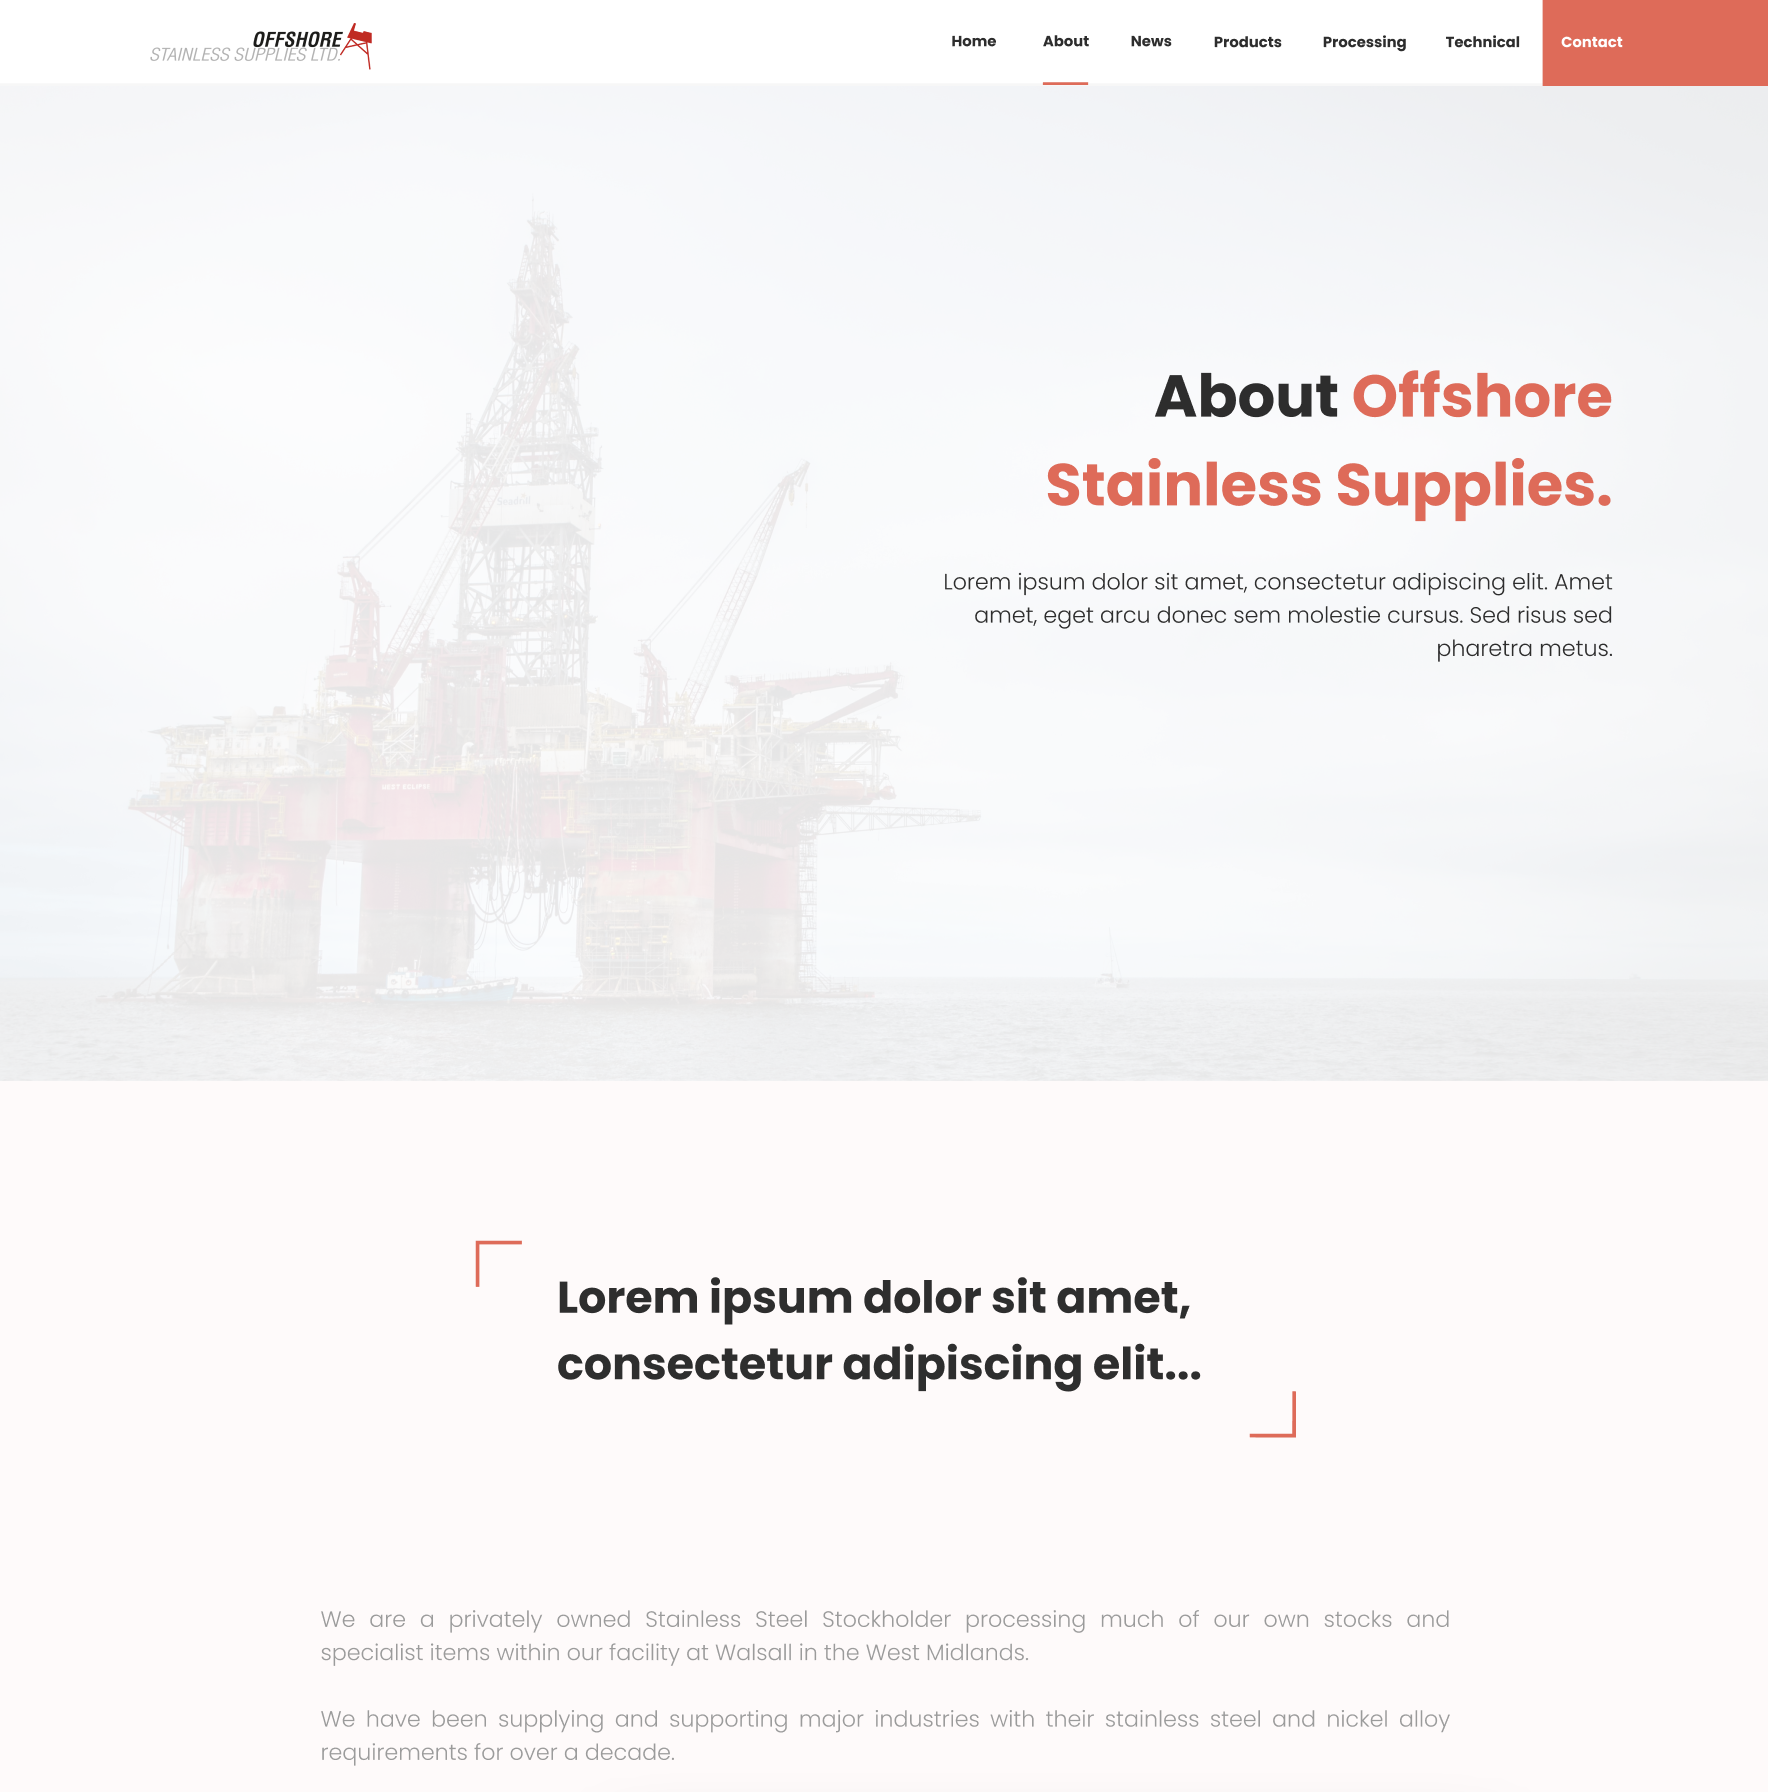 OFFSHORE
STAINLESS SUPPLIES LTD.
Home About News Products Processing Technical Contact
About Offshore
Stainless Supplies.
Lorem ipsum dolor sit amet, consectetur adipiscing elit. Amet
amet, eget arcu donec sem molestie cursus. Sed risus sed
pharetra metus.
Seadrill
WEST ECLIPSE
Lorem ipsum dolor sit amet,
consectetur adipiscing elit...
We are a privately owned Stainless Steel Stockholder processing much of our own stocks and
specialist items within our facility at Walsall in the West Midlands.
We have been supplying and supporting major industries with their stainless steel and nickel alloy
requirements for over a decade.